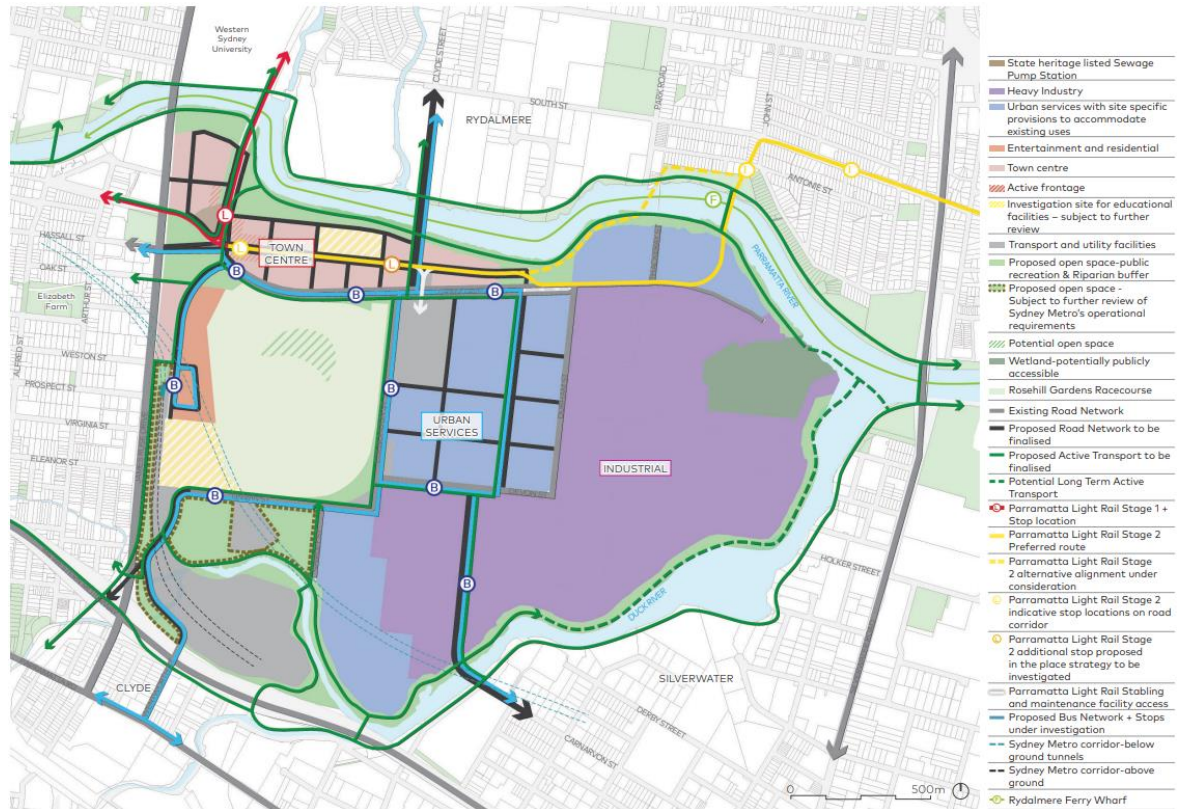 Western
Sydney
University
CLYDE STREET
PARK ROAD
SOUTH ST
JOHN ST
RYDALMERE
ANTONIE ST
L
L
F
L
HASSALL ST
TOWN
CENTRE
L
L
OAK ST
B
B
B
PARRAMATTA RIVER
Elizabeth
Farm
ARTHUR ST
ALFRED ST
WESTON ST
PROSPECT ST
B
B
VIRGINIA ST
URBAN
SERVICES
ELEANOR ST
INDUSTRIAL
B
B
DEVON ST
B
HOLKER STREET
DUCK RIVER
CLYDE
SILVERWATER
DERBY STREET
CARNARVON ST
0
500m
State heritage listed Sewage
Pump Station
Heavy Industry
Urban services with site specific
provisions to accommodate
existing uses
Entertainment and residential
Town centre
Active frontage
Investigation site for educational
facilities – subject to further
review
Transport and utility facilities
Proposed open space-public
recreation & Riparian buffer
Proposed open space -
Subject to further review of
Sydney Metro's operational
requirements
Potential open space
Wetland-potentially publicly
accessible
Rosehill Gardens Racecourse
Existing Road Network
Proposed Road Network to be
finalised
Proposed Active Transport to be
finalised
Potential Long Term Active
Transport
L Parramatta Light Rail Stage 1 +
Stop location
Parramatta Light Rail Stage 2
Preferred route
Parramatta Light Rail Stage
2 alternative alignment under
consideration
L Parramatta Light Rail Stage 2
indicative stop locations on road
corridor
L Parramatta Light Rail Stage
2 additional stop proposed
in the place strategy to be
investigated
Parramatta Light Rail Stabling
and maintenance facility access
Proposed Bus Network + Stops
under investigation
Sydney Metro corridor-below
ground tunnels
Sydney Metro corridor-above
ground
F Rydalmere Ferry Wharf